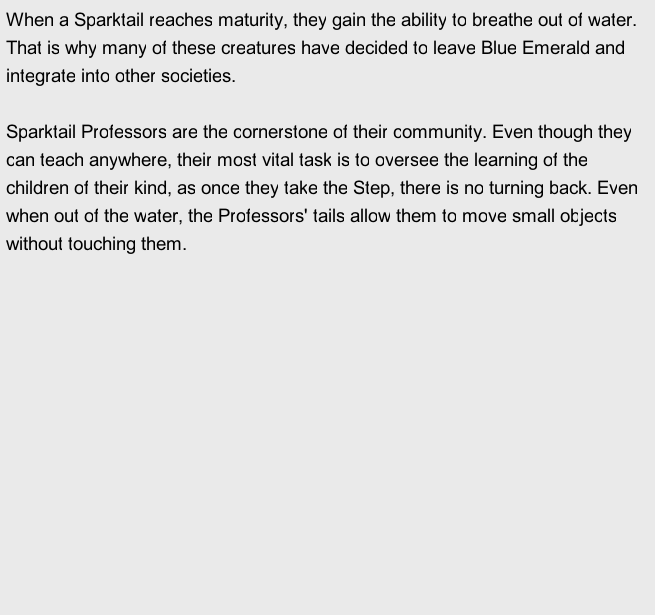 When a Sparktail reaches maturity, they gain the ability to breathe out of water.
That is why many of these creatures have decided to leave Blue Emerald and
integrate into other societies.

Sparktail Professors are the cornerstone of their community. Even though they
can teach anywhere, their most vital task is to oversee the learning of the
children of their kind, as once they take the Step, there is no turning back. Even
when out of the water, the Professors' tails allow them to move small objects
without touching them.